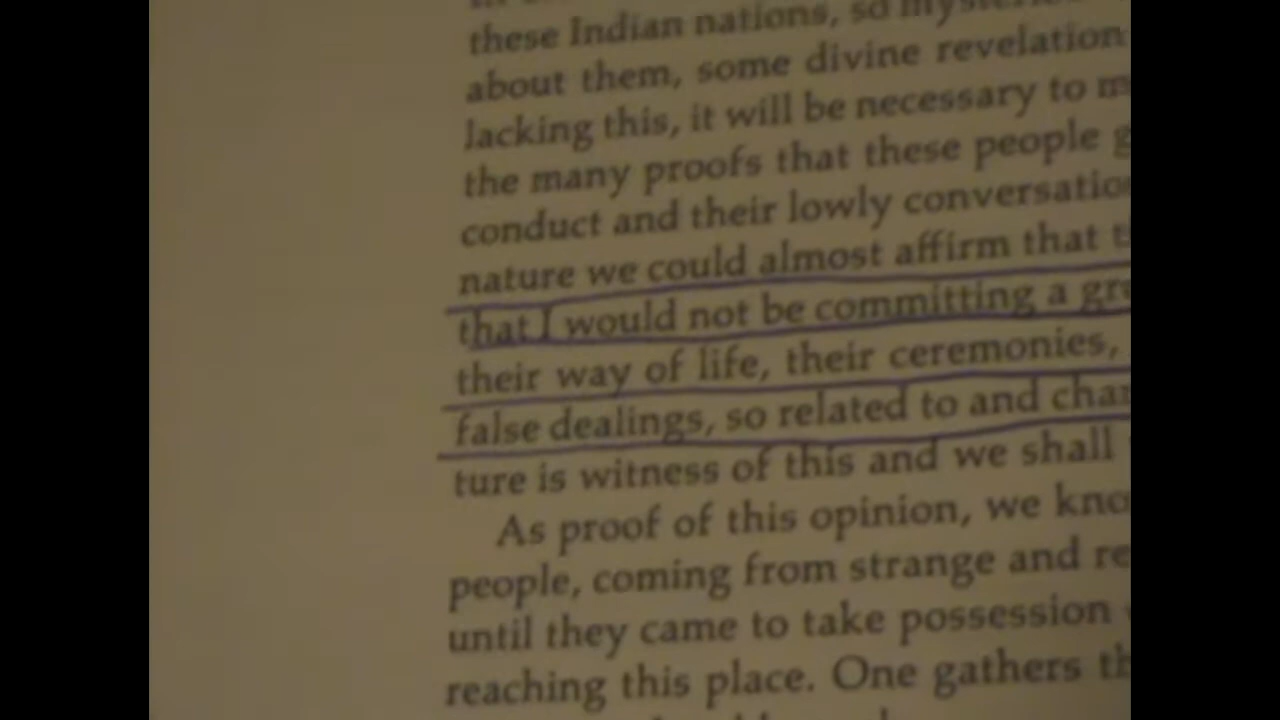 these Indian nations, so
about them, some divine revelation
lacking this, it will be necessary to
the many proofs that these people
conduct and their lowly
nature we could almost affirm that
that I would not be committing a
their way of life, their ceremonies,
false dealings, so related to and
ture is witness of this and we shall
As proof of this opinion, we
people, coming from strange and
until they came to take possession
reaching this place. One gathers